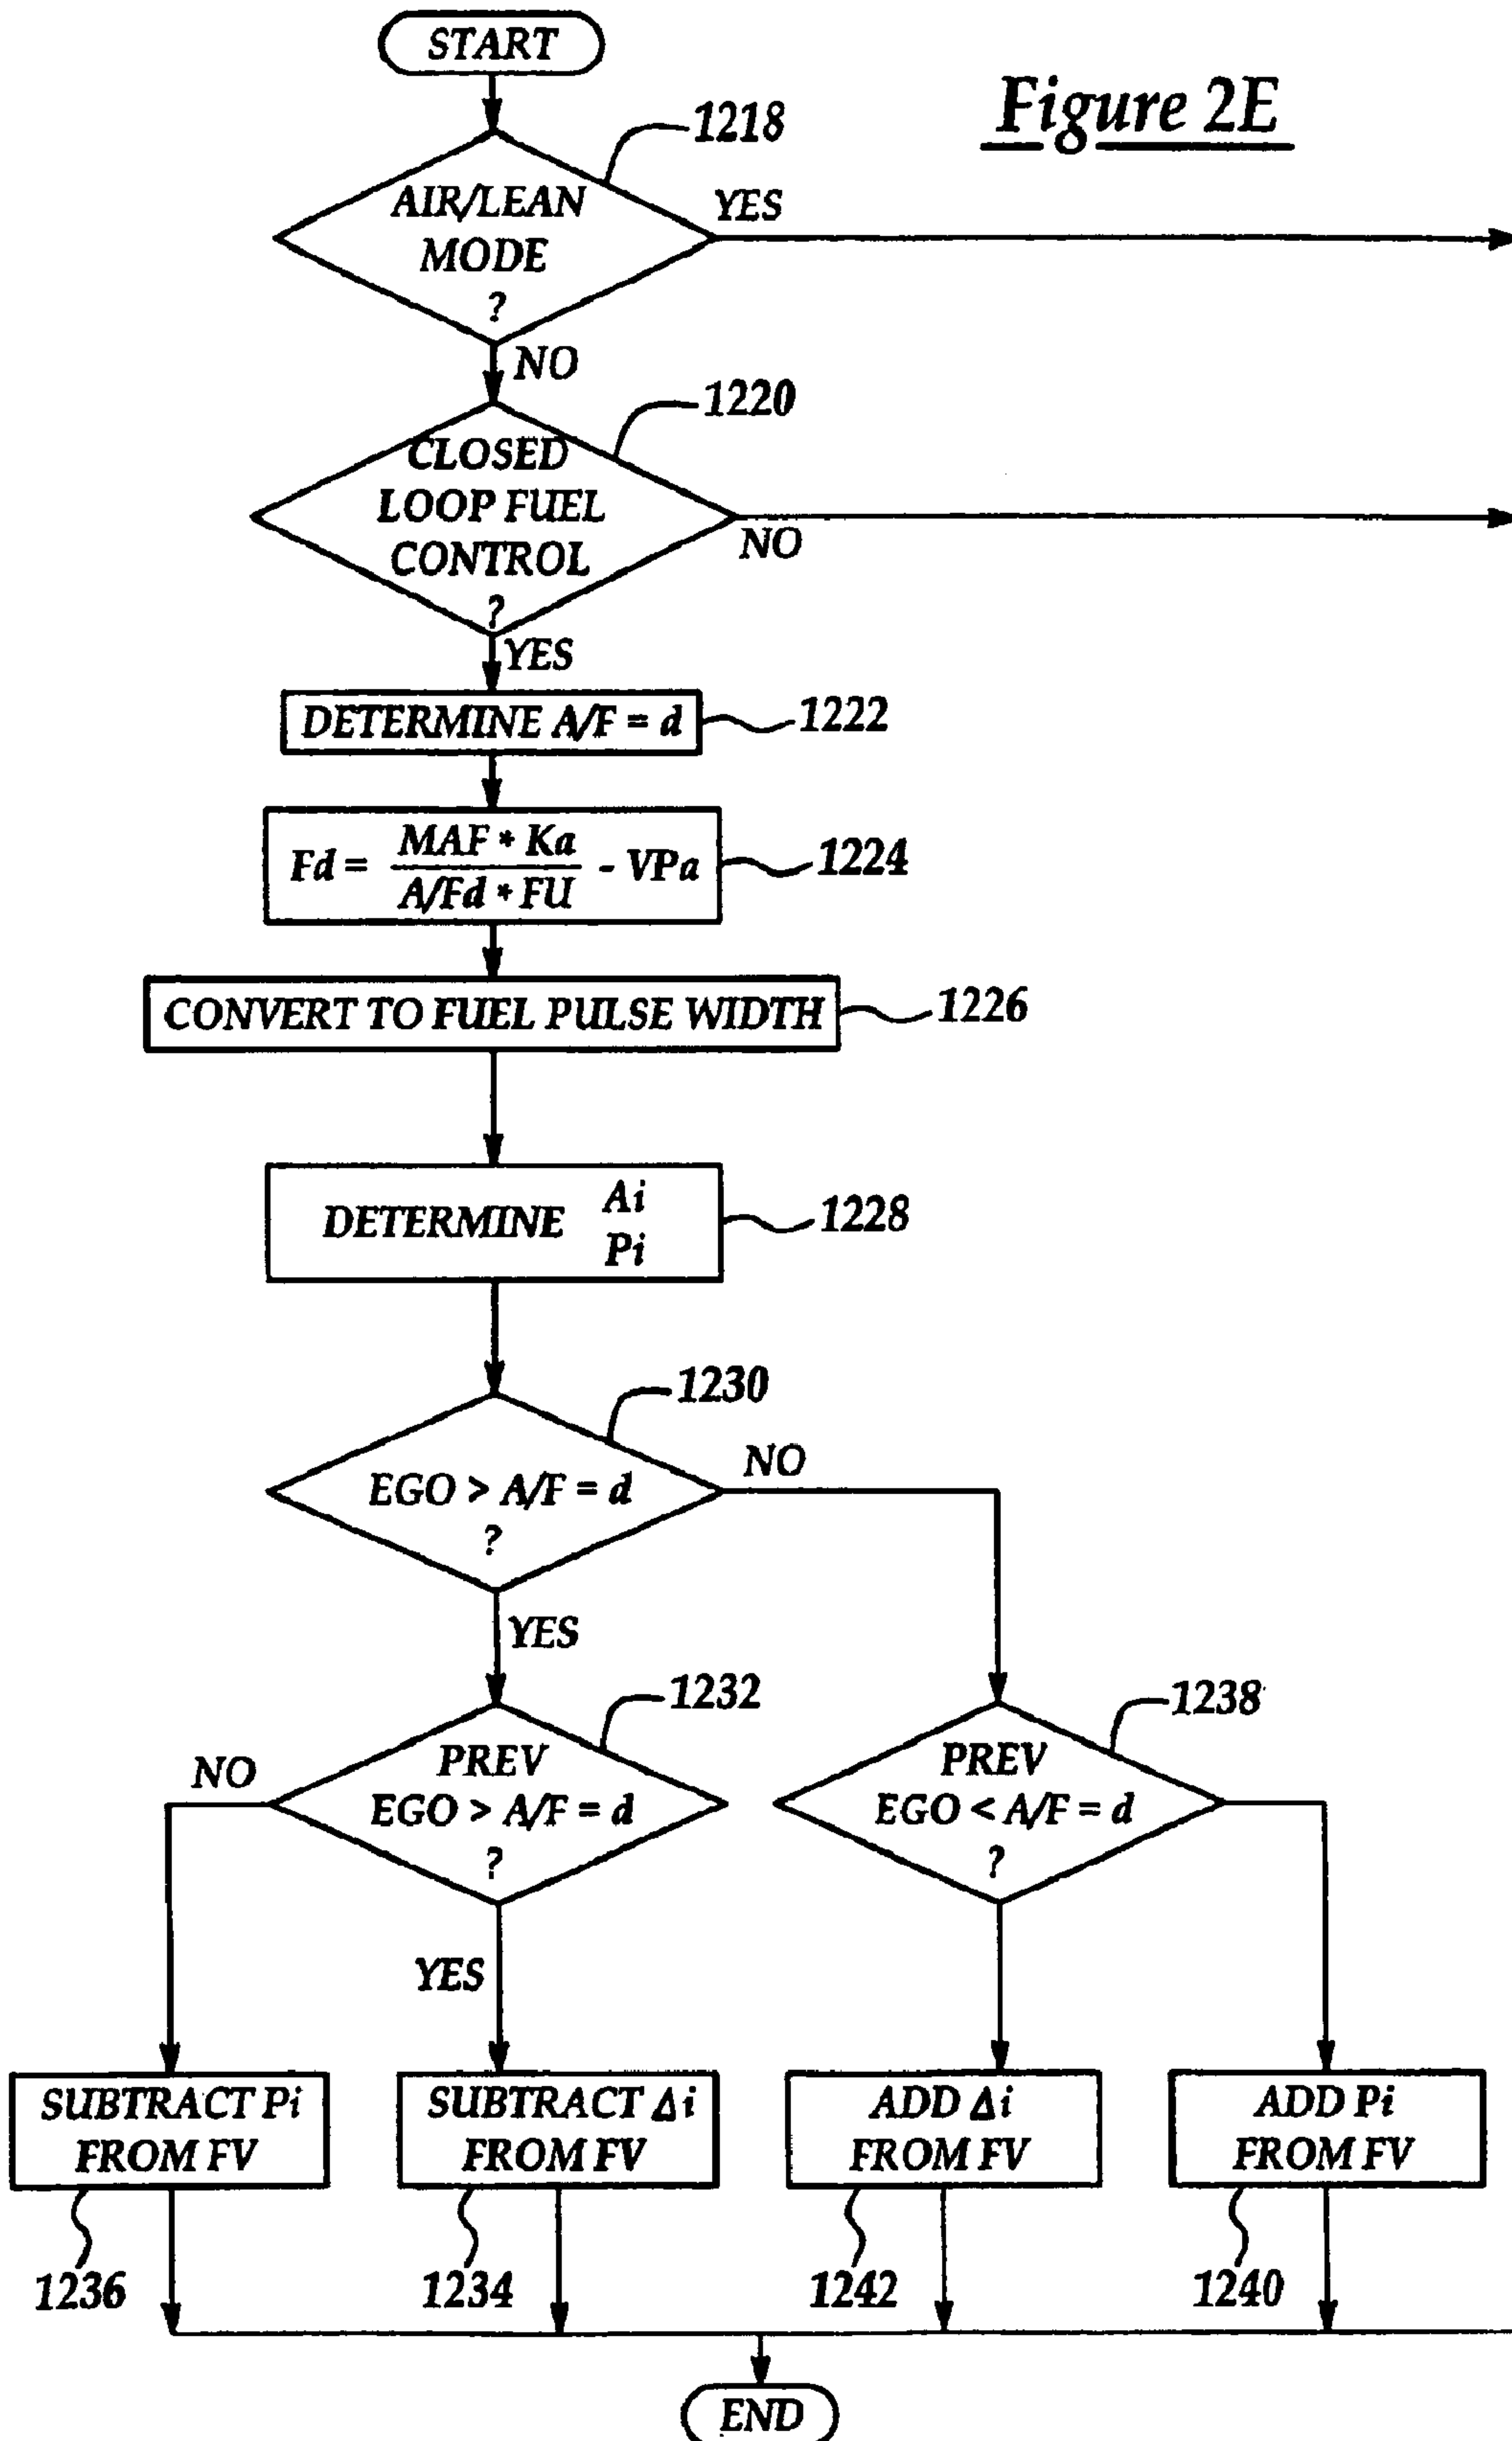 START
Figure 2E
1218
AIR/LEAN
MODE
?
YES
NO
1220
CLOSED
LOOP FUEL
CONTROL
?
NO
YES
DETERMINE A/F = d
1222
Fd = MAF * Ka
A/Fd * FU
- VPa
1224
CONVERT TO FUEL PULSE WIDTH
1226
DETERMINE
Ai
Pi
1228
1230
EGO > A/F = d
?
NO
YES
1232
PREV
EGO > A/F = d
?
NO
YES
1238
PREV
EGO < A/F = d
?
SUBTRACT Pi
FROM FV
SUBTRACT Δi
FROM FV
ADD Δi
FROM FV
ADD Pi
FROM FV
1236
1234
1242
1240
END